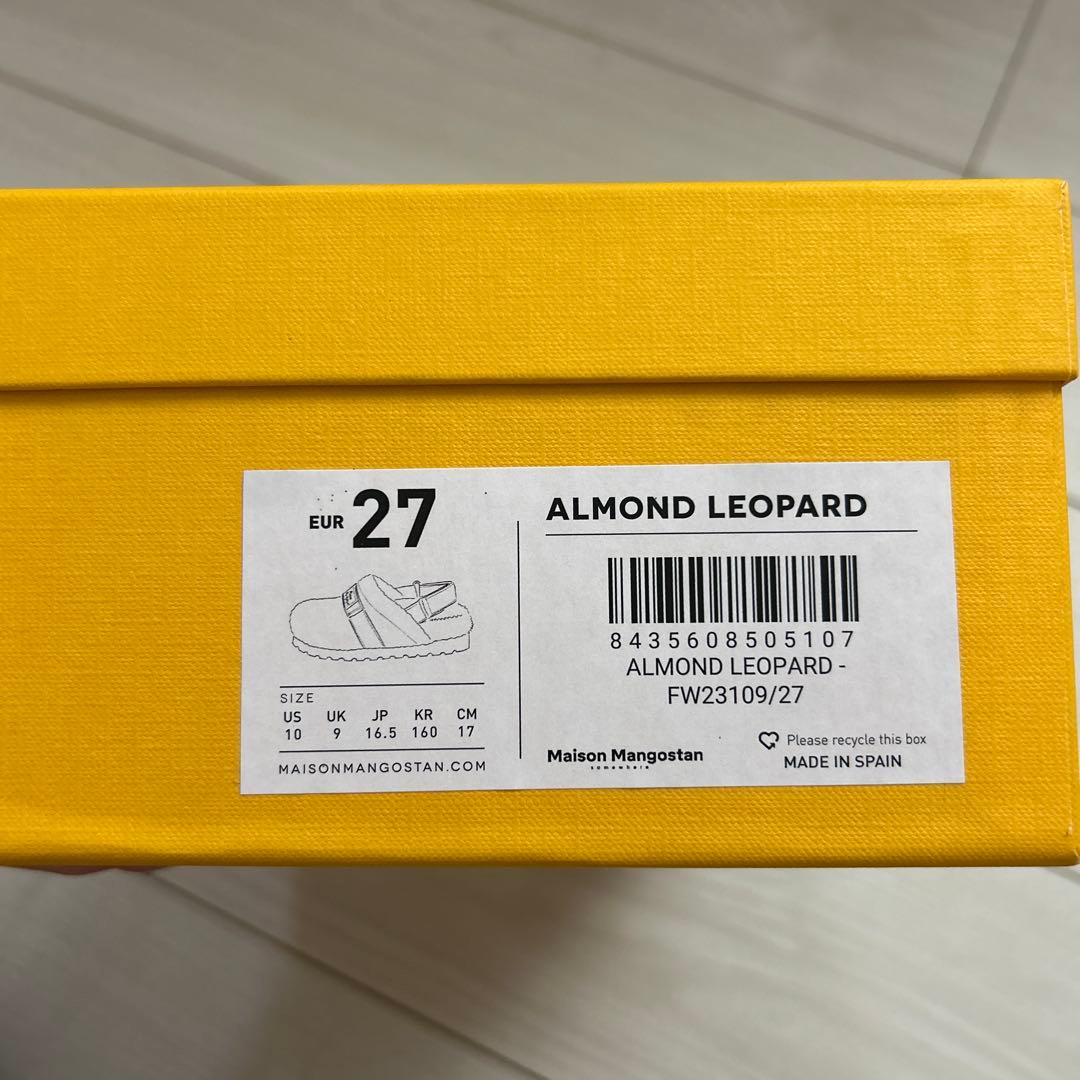 EUR 27
SIZE
US UK JP KR CM
10 9 16.5 160 17
MAISONMANGOSTAN.COM
ALMOND LEOPARD
8435608505107
ALMOND LEOPARD -
FW23109/27
Maison Mangostan
somewhere
Please recycle this box
MADE IN SPAIN